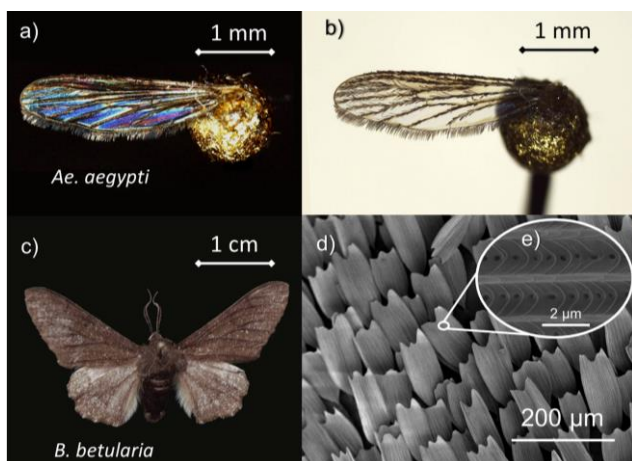 a)
1 mm
Ae. aegypti
b)
1 mm
c)
1 cm
B. betularia
d)
e)
2 µm
200 µm